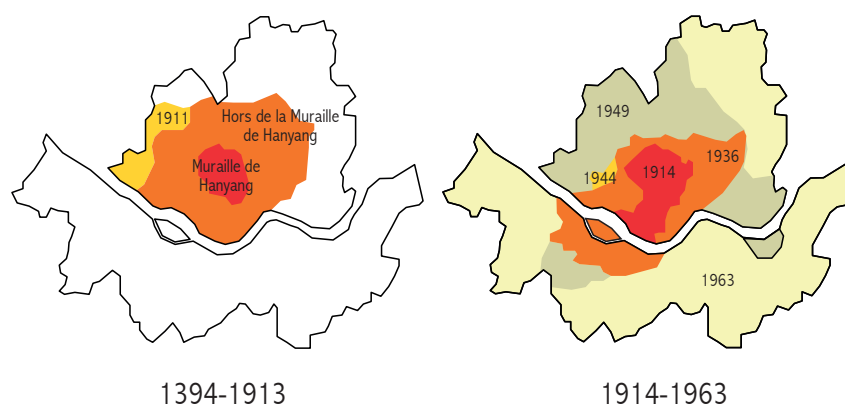 1911
Hors de la Muraille
de Hanyang
Muraille de
Hanyang
1394-1913
1949
1936
1944
1914
1963
1914-1963